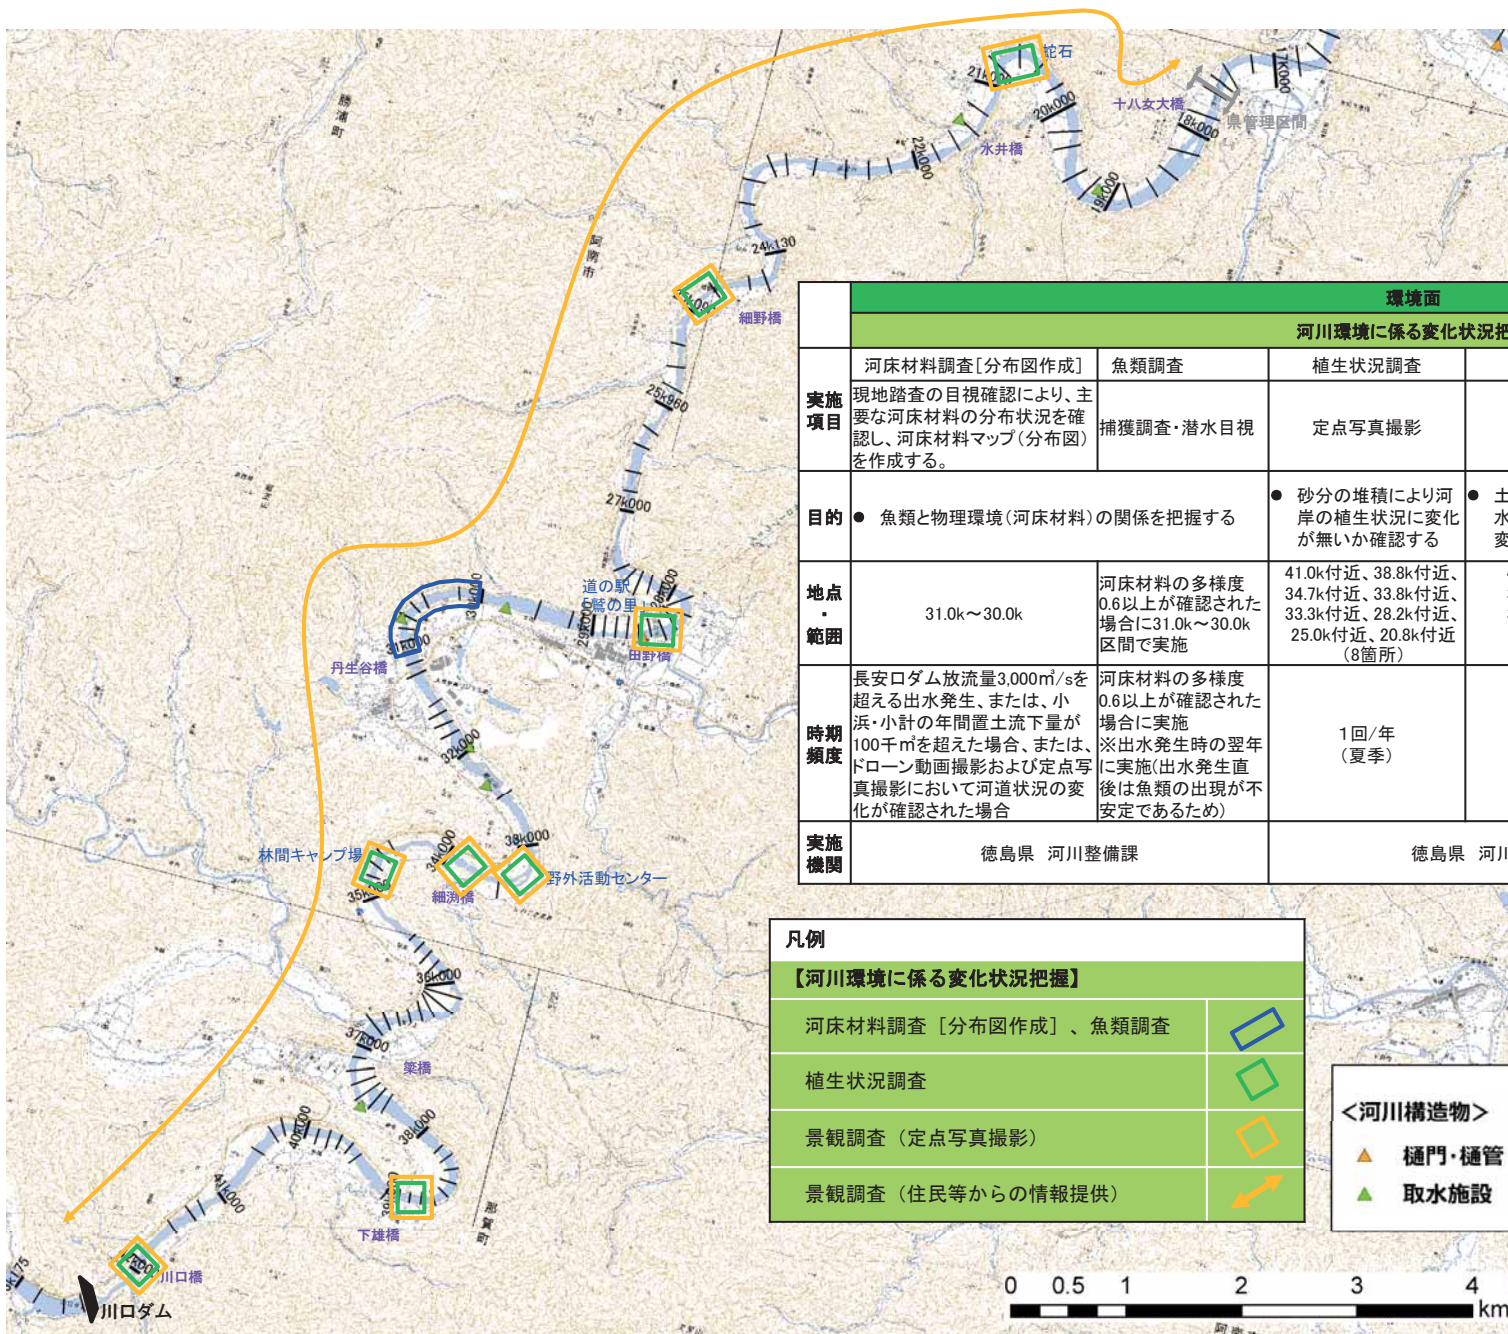 蛇石
21k000
20k000
十八女大橋
17k000
18k000
県管理区間
水井橋
22k000
19k000
勝浦町
阿南市
24k130
細野橋
25k960
27k000
道の駅
「鷲の里」
28k000
29k000
田野橋
30k000
31k000
丹生谷橋
32k000
33k000
34k000
林間キャンプ場
細渕橋
野外活動センター
36k000
37k000
簗橋
38k000
40k000
41k000
下雄橋
那賀町
川口橋
川口ダム
環境面
河川環境に係る変化状況把
実施項目
河床材料調査[分布図作成]
魚類調査
植生状況調査
現地踏査の目視確認により、主
要な河床材料の分布状況を確
認し、河床材料マップ(分布図)
を作成する。
捕獲調査・潜水目視
定点写真撮影
目的
● 魚類と物理環境(河床材料)の関係を把握する
● 砂分の堆積により河
岸の植生状況に変化
が無いか確認する
● 土
水
変
地点
・
範囲
31.0k～30.0k
河床材料の多様度
0.6以上が確認された
場合に31.0k～30.0k
区間で実施
41.0k付近、38.8k付近、
34.7k付近、33.8k付近、
33.3k付近、28.2k付近、
25.0k付近、20.8k付近
(8箇所)
時期
頻度
長安口ダム放流量3,000㎥/sを
超える出水発生、または、小
浜・小計の年間置土流下量が
100千㎥を超えた場合、または、
ドローン動画撮影および定点写
真撮影において河道状況の変
化が確認された場合
河床材料の多様度
0.6以上が確認された
場合に実施
※出水発生時の翌年
に実施(出水発生直
後は魚類の出現が不
安定であるため)
1回/年
(夏季)
実施
機関
徳島県 河川整備課
徳島県 河川
凡例
【河川環境に係る変化状況把握】
河床材料調査 [分布図作成] 、魚類調査
植生状況調査
景観調査 (定点写真撮影)
景観調査 (住民等からの情報提供)
<河川構造物>
樋門・樋管
取水施設
0 0.5 1 2 3 4
km